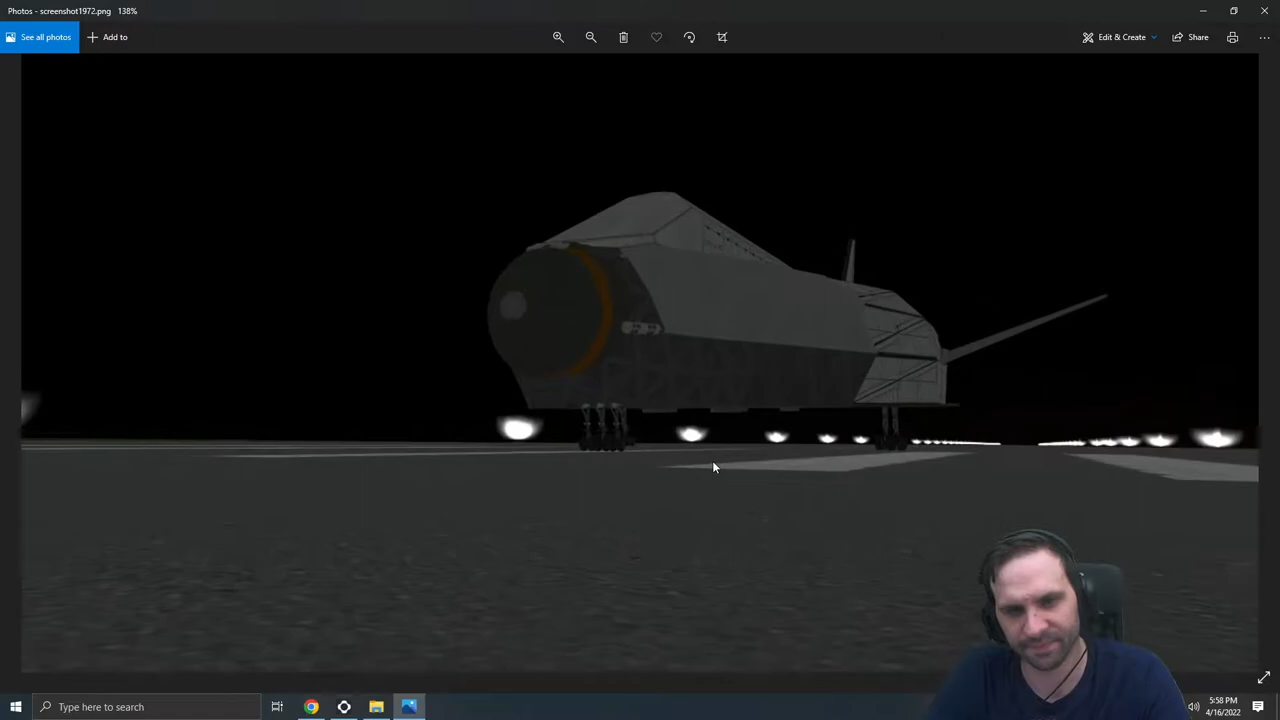 Photos - screenshot1972.png 138%
See all photos
Add to
Edit & Create
Share
Type here to search
5:58 PM
4/16/2022